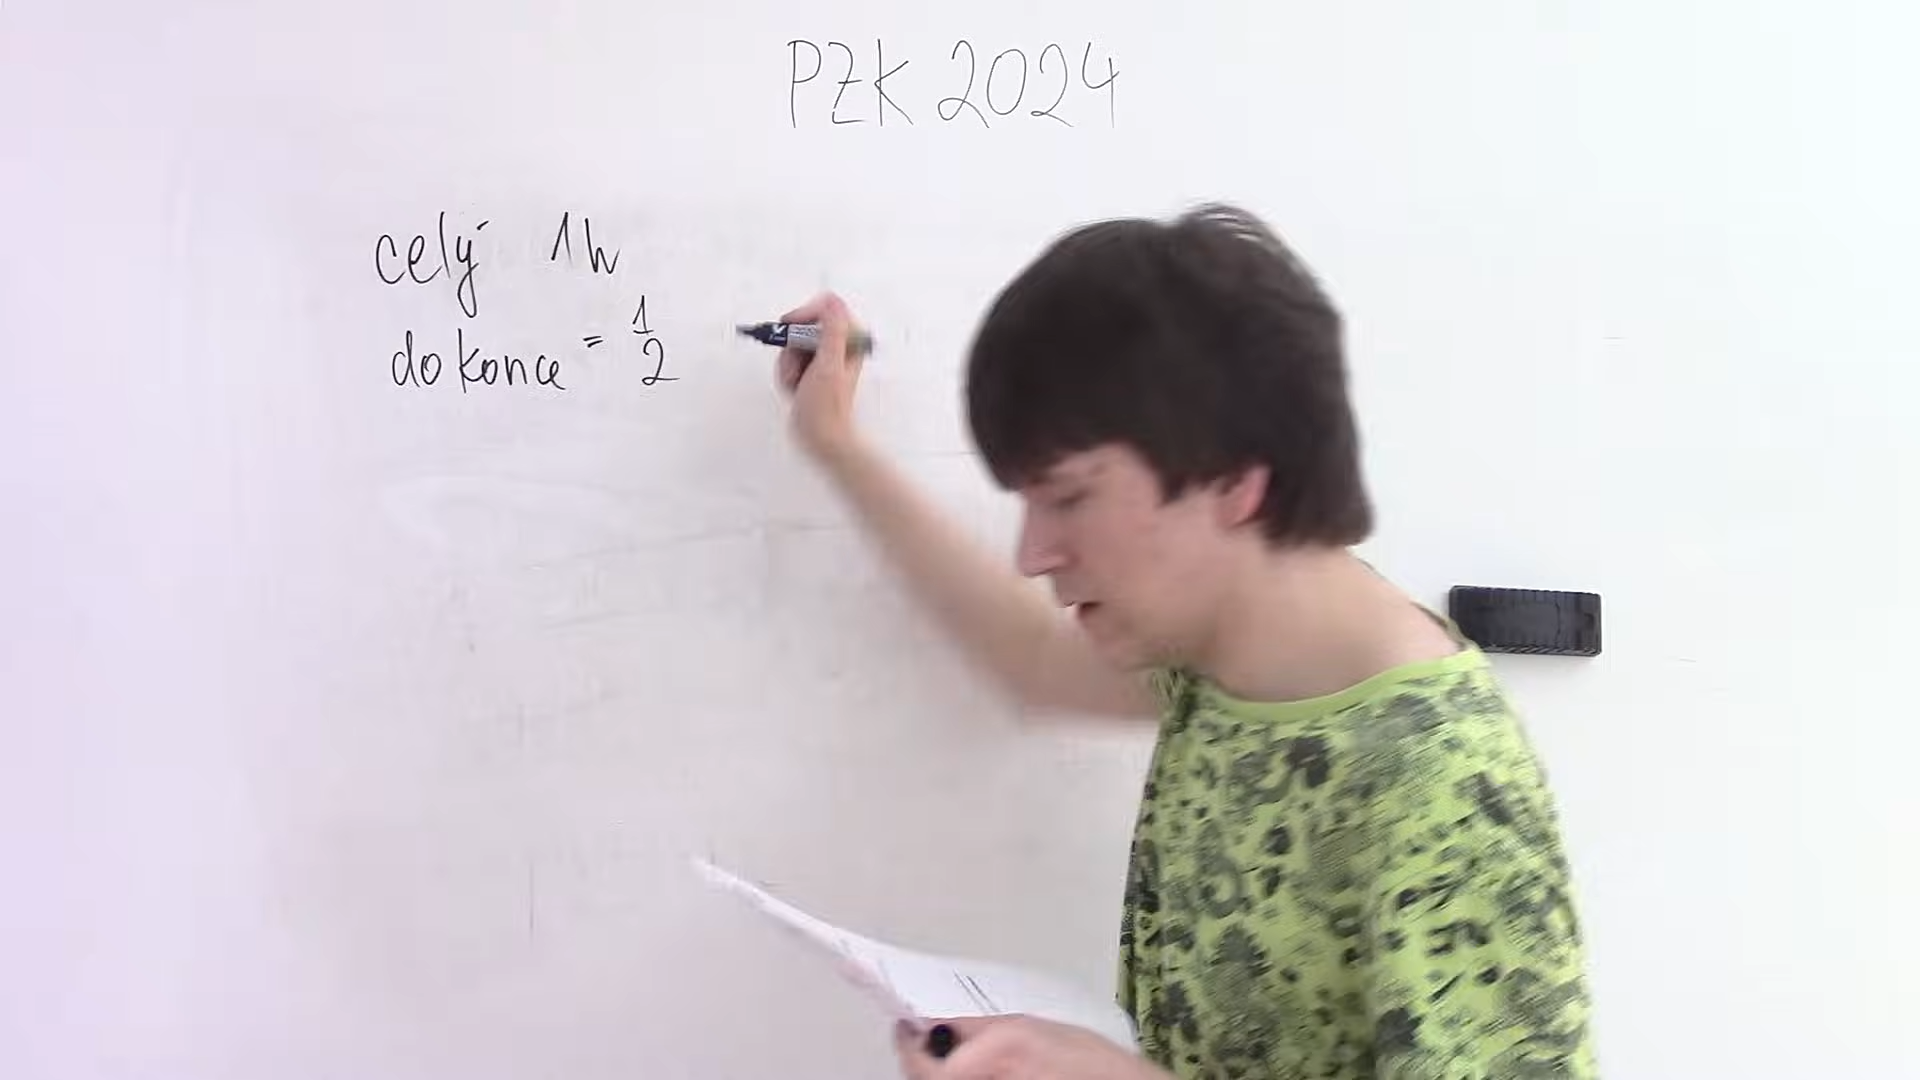 PZK 2024
celý 1h
do konce = 1/2